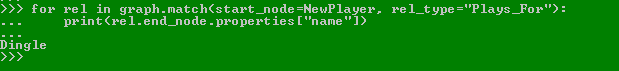 >>> for rel in graph.match(start_node=NewPlayer, rel_type="Plays_For"):
...     print(rel.end_node.properties["name"])
...
Dingle
>>>